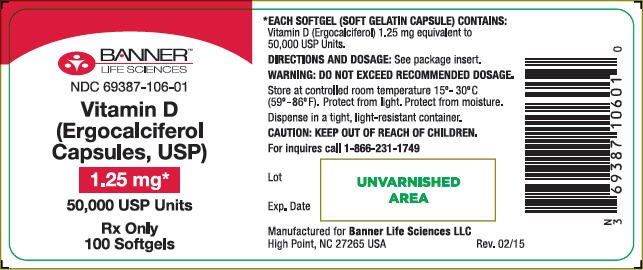 BANNER™
LIFE SCIENCES
NDC 69387-106-01
Vitamin D
(Ergocalciferol
Capsules, USP)
1.25 mg*
50,000 USP Units
Rx Only
100 Softgels
*EACH SOFTGEL (SOFT GELATIN CAPSULE) CONTAINS:
Vitamin D (Ergocalciferol) 1.25 mg equivalent to
50,000 USP Units.
DIRECTIONS AND DOSAGE: See package insert.
WARNING: DO NOT EXCEED RECOMMENDED DOSAGE.
Store at controlled room temperature 15°- 30°C
(59°-86°F). Protect from light. Protect from moisture.
Dispense in a tight, light-resistant container.
CAUTION: KEEP OUT OF REACH OF CHILDREN.
For inquires call 1-866-231-1749
Lot
Exp. Date
UNVARNISHED
AREA
Manufactured for Banner Life Sciences LLC
High Point, NC 27265 USA Rev. 02/15
N 3 69387 10601 0